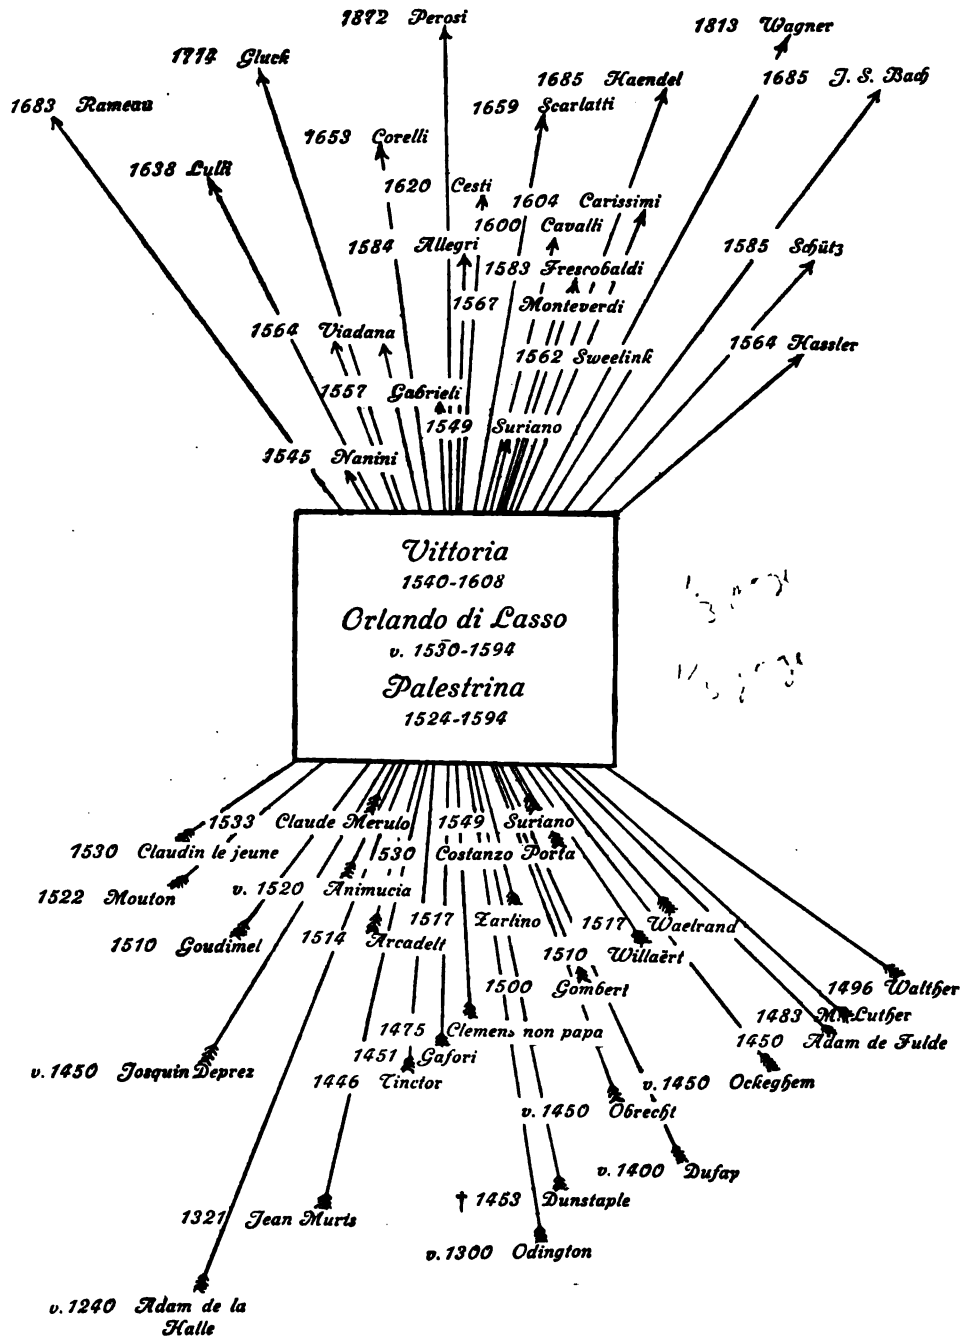 1872 Perosi
1813 Wagner
1774 Gluck
1685 Haendel
1685 J. S. Bach
1683 Rameau
1659 Scarlatti
1653 Corelli
1638 Lulli
1620 Cesti
1604 Carissimi
1600 Cavalli
1584 Allegri
1585 Schütz
1583 Frescobaldi
1567 Monteverdi
1564 Viadana
1564 Hassler
1562 Sweelink
1557 Gabrieli
1549 Suriano
1545 Nanini
Vittoria
1540-1608
Orlando di Lasso
v. 1530-1594
Palestrina
1524-1594
1533 Claude Merulo
1549 Suriano
1530 Claudin le jeune
1530 Costanzo Porta
1522 Mouton
v. 1520 Animucia
1517 Zarlino
1517 Waelrand
1510 Goudimel
1514 Arcadelt
1510 Willaërt
1500 Gombert
1496 Walther
1483 M. Luther
1475 Clemens non papa
1450 Adam de Fulde
1451 Gafori
v. 1450 Josquin Deprez
1446 Tinctor
v. 1450 Ockeghem
v. 1450 Obrecht
v. 1400 Dufay
† 1453 Dunstaple
1321 Jean Muris
v. 1300 Odington
v. 1240 Adam de la
Halle